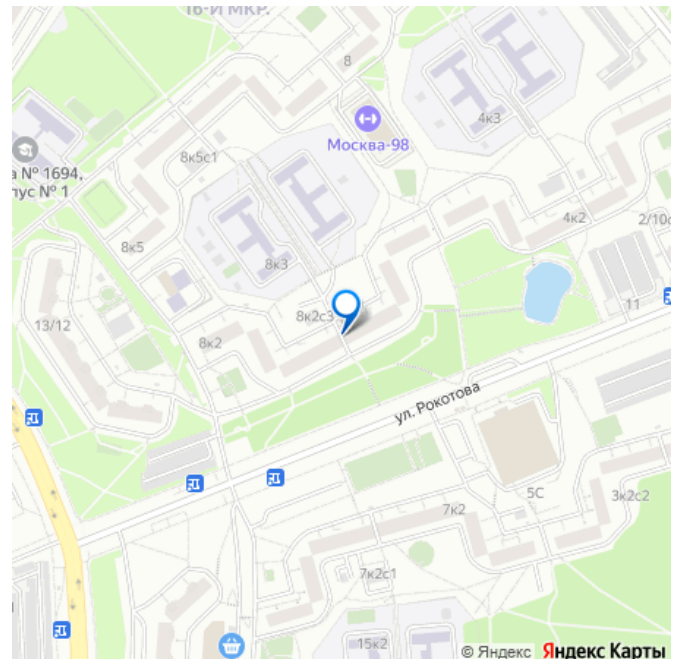 16-Й МКР.
8
4к3
Москва-98
а № 1694,
пус № 1
8к5с1
4к2
2/10с
8к5
8к3
13/12
8к2с3
11
8к2
ул. Рокотова
5С
3к2с2
7к2
7к2с1
15к2
© Яндекс Яндекс Карты